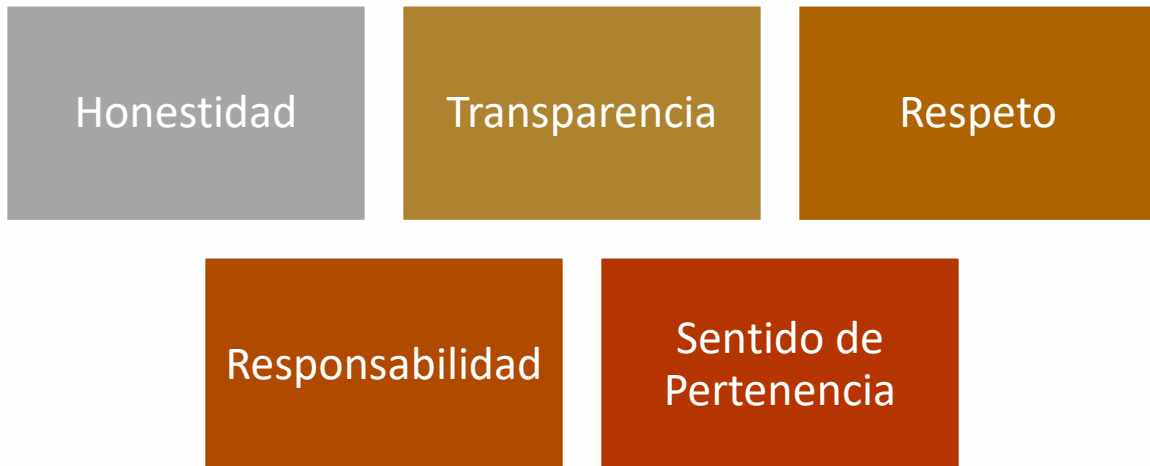 Honestidad
Transparencia
Respeto
Responsabilidad
Sentido de
Pertenencia